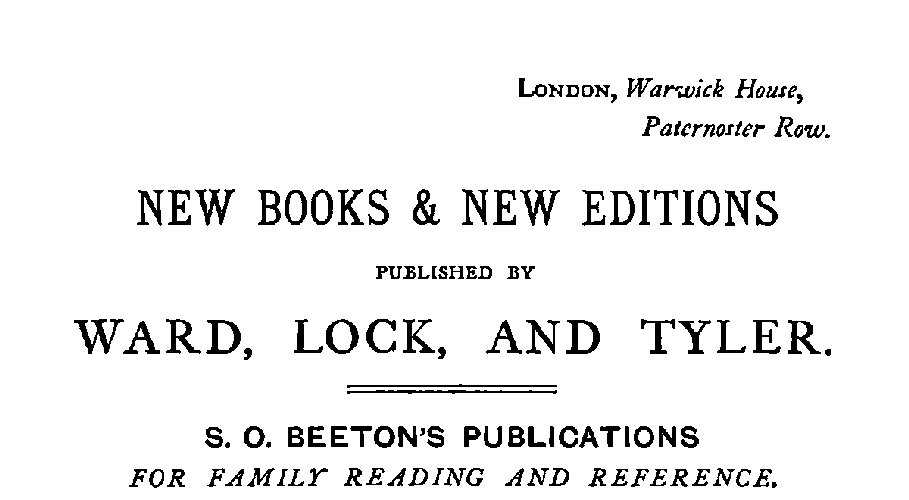 LONDON, Warwick House,
Paternoster Row.
NEW BOOKS & NEW EDITIONS
PUBLISHED BY
WARD, LOCK, AND TYLER.
S. O. BEETON'S PUBLICATIONS
FOR FAMILY READING AND REFERENCE.